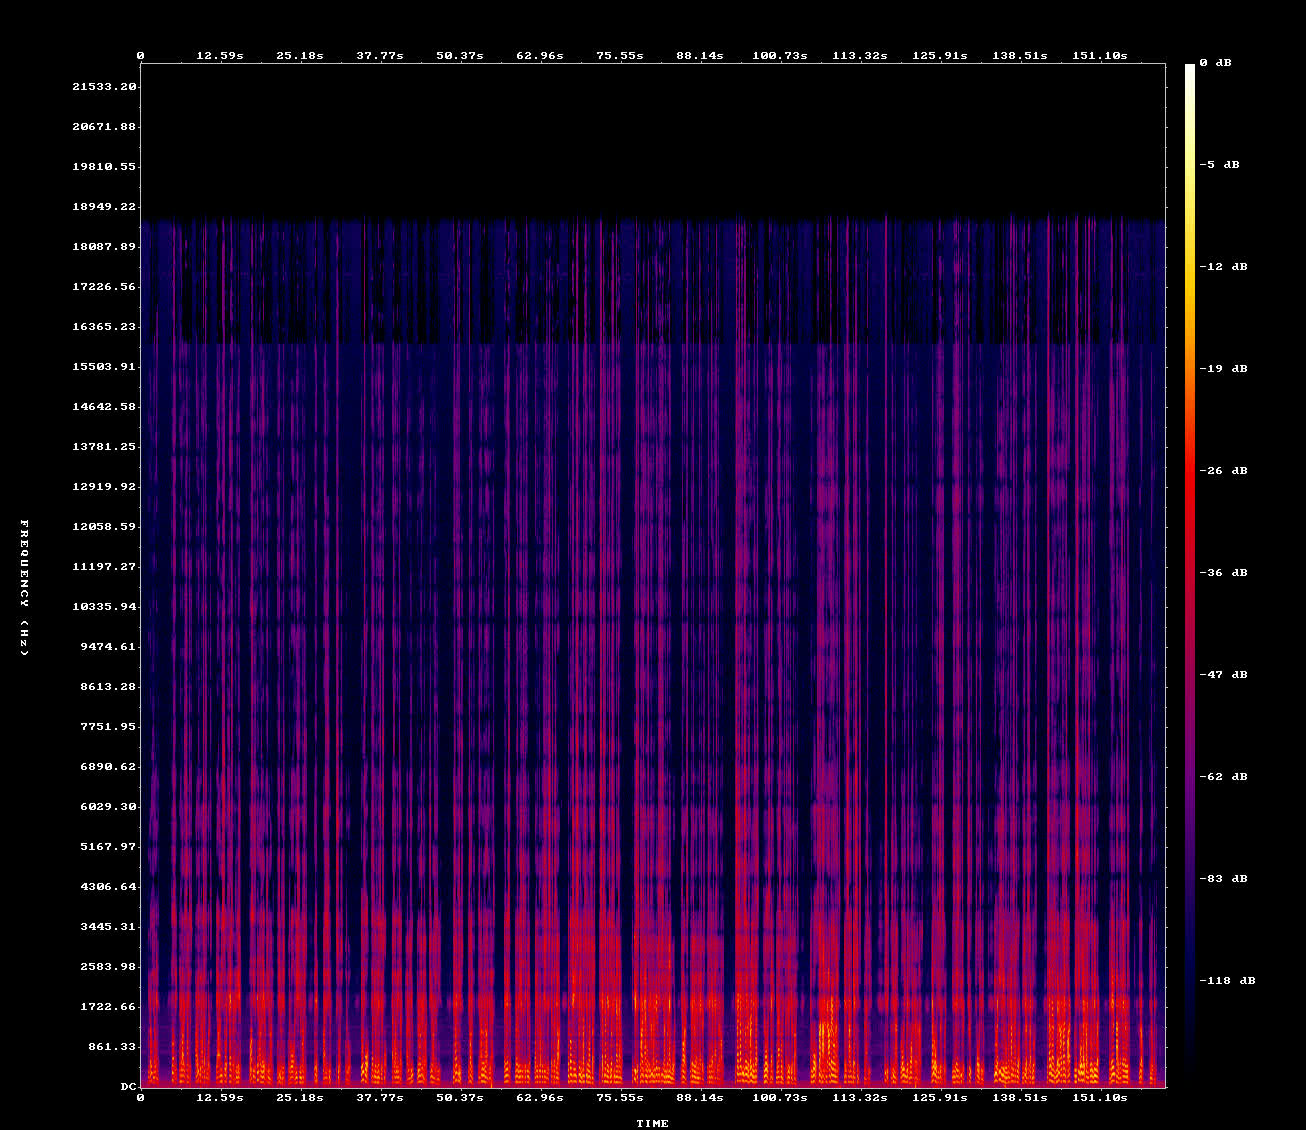 0 12.59s 25.18s 37.77s 50.37s 62.96s 75.55s 88.14s 100.73s 113.32s 125.91s 138.51s 151.10s
21533.20
20671.88
19810.55
18949.22
18087.89
17226.56
16365.23
15503.91
14642.58
13781.25
12919.92
12058.59
11197.27
10335.94
9474.61
8613.28
7751.95
6890.62
6029.30
5167.97
4306.64
3445.31
2583.98
1722.66
861.33
DC
FREQUENCY (Hz)
0 12.59s 25.18s 37.77s 50.37s 62.96s 75.55s 88.14s 100.73s 113.32s 125.91s 138.51s 151.10s
TIME
0 dB
-5 dB
-12 dB
-19 dB
-26 dB
-36 dB
-47 dB
-62 dB
-83 dB
-118 dB